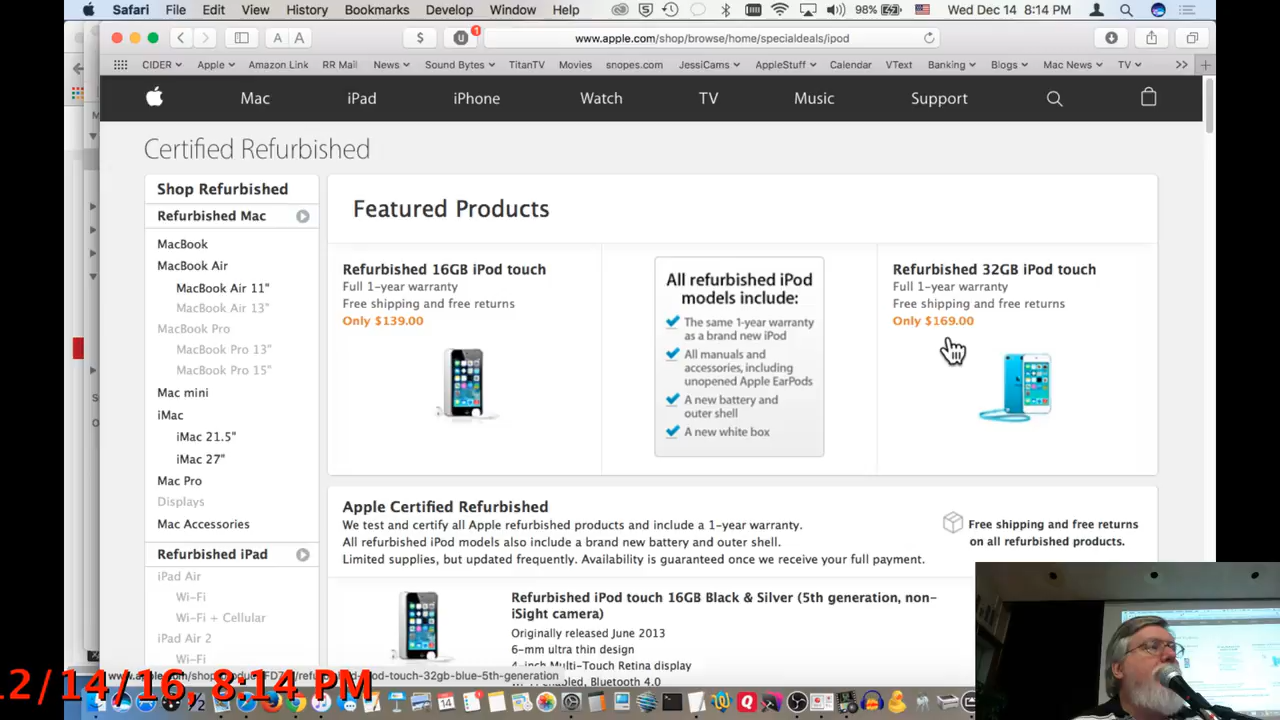 Safari File Edit View History Bookmarks Develop Window Help 98% Wed Dec 14 8:14 PM
A A $ 1 www.apple.com/shop/browse/home/specialdeals/ipod
CIDER Apple Amazon Link RR Mail News Sound Bytes TitanTV Movies snopes.com JessiCams AppleStuff Calendar VText Banking Blogs Mac News TV >> +
Mac iPad iPhone Watch TV Music Support
Certified Refurbished
Shop Refurbished
Refurbished Mac
MacBook
MacBook Air
MacBook Air 11"
MacBook Air 13"
MacBook Pro
MacBook Pro 13"
MacBook Pro 15"
Mac mini
iMac
iMac 21.5"
iMac 27"
Mac Pro
Displays
Mac Accessories
Refurbished iPad
iPad Air
Wi-Fi
Wi-Fi + Cellular
iPad Air 2
Wi-Fi
Featured Products
Refurbished 16GB iPod touch
Full 1-year warranty
Free shipping and free returns
Only $139.00
All refurbished iPod
models include:
The same 1-year warranty
as a brand new iPod
All manuals and
accessories, including
unopened Apple EarPods
A new battery and
outer shell
A new white box
Refurbished 32GB iPod touch
Full 1-year warranty
Free shipping and free returns
Only $169.00
Apple Certified Refurbished
We test and certify all Apple refurbished products and include a 1-year warranty.
All refurbished iPod models also include a brand new battery and outer shell.
Limited supplies, but updated frequently. Availability is guaranteed once we receive your full payment.
Free shipping and free returns
on all refurbished products.
Refurbished iPod touch 16GB Black & Silver (5th generation, non-
iSight camera)
Originally released June 2013
6-mm ultra thin design
Multi-Touch Retina display
Bluetooth 4.0
2/14/16, 8:14 PM